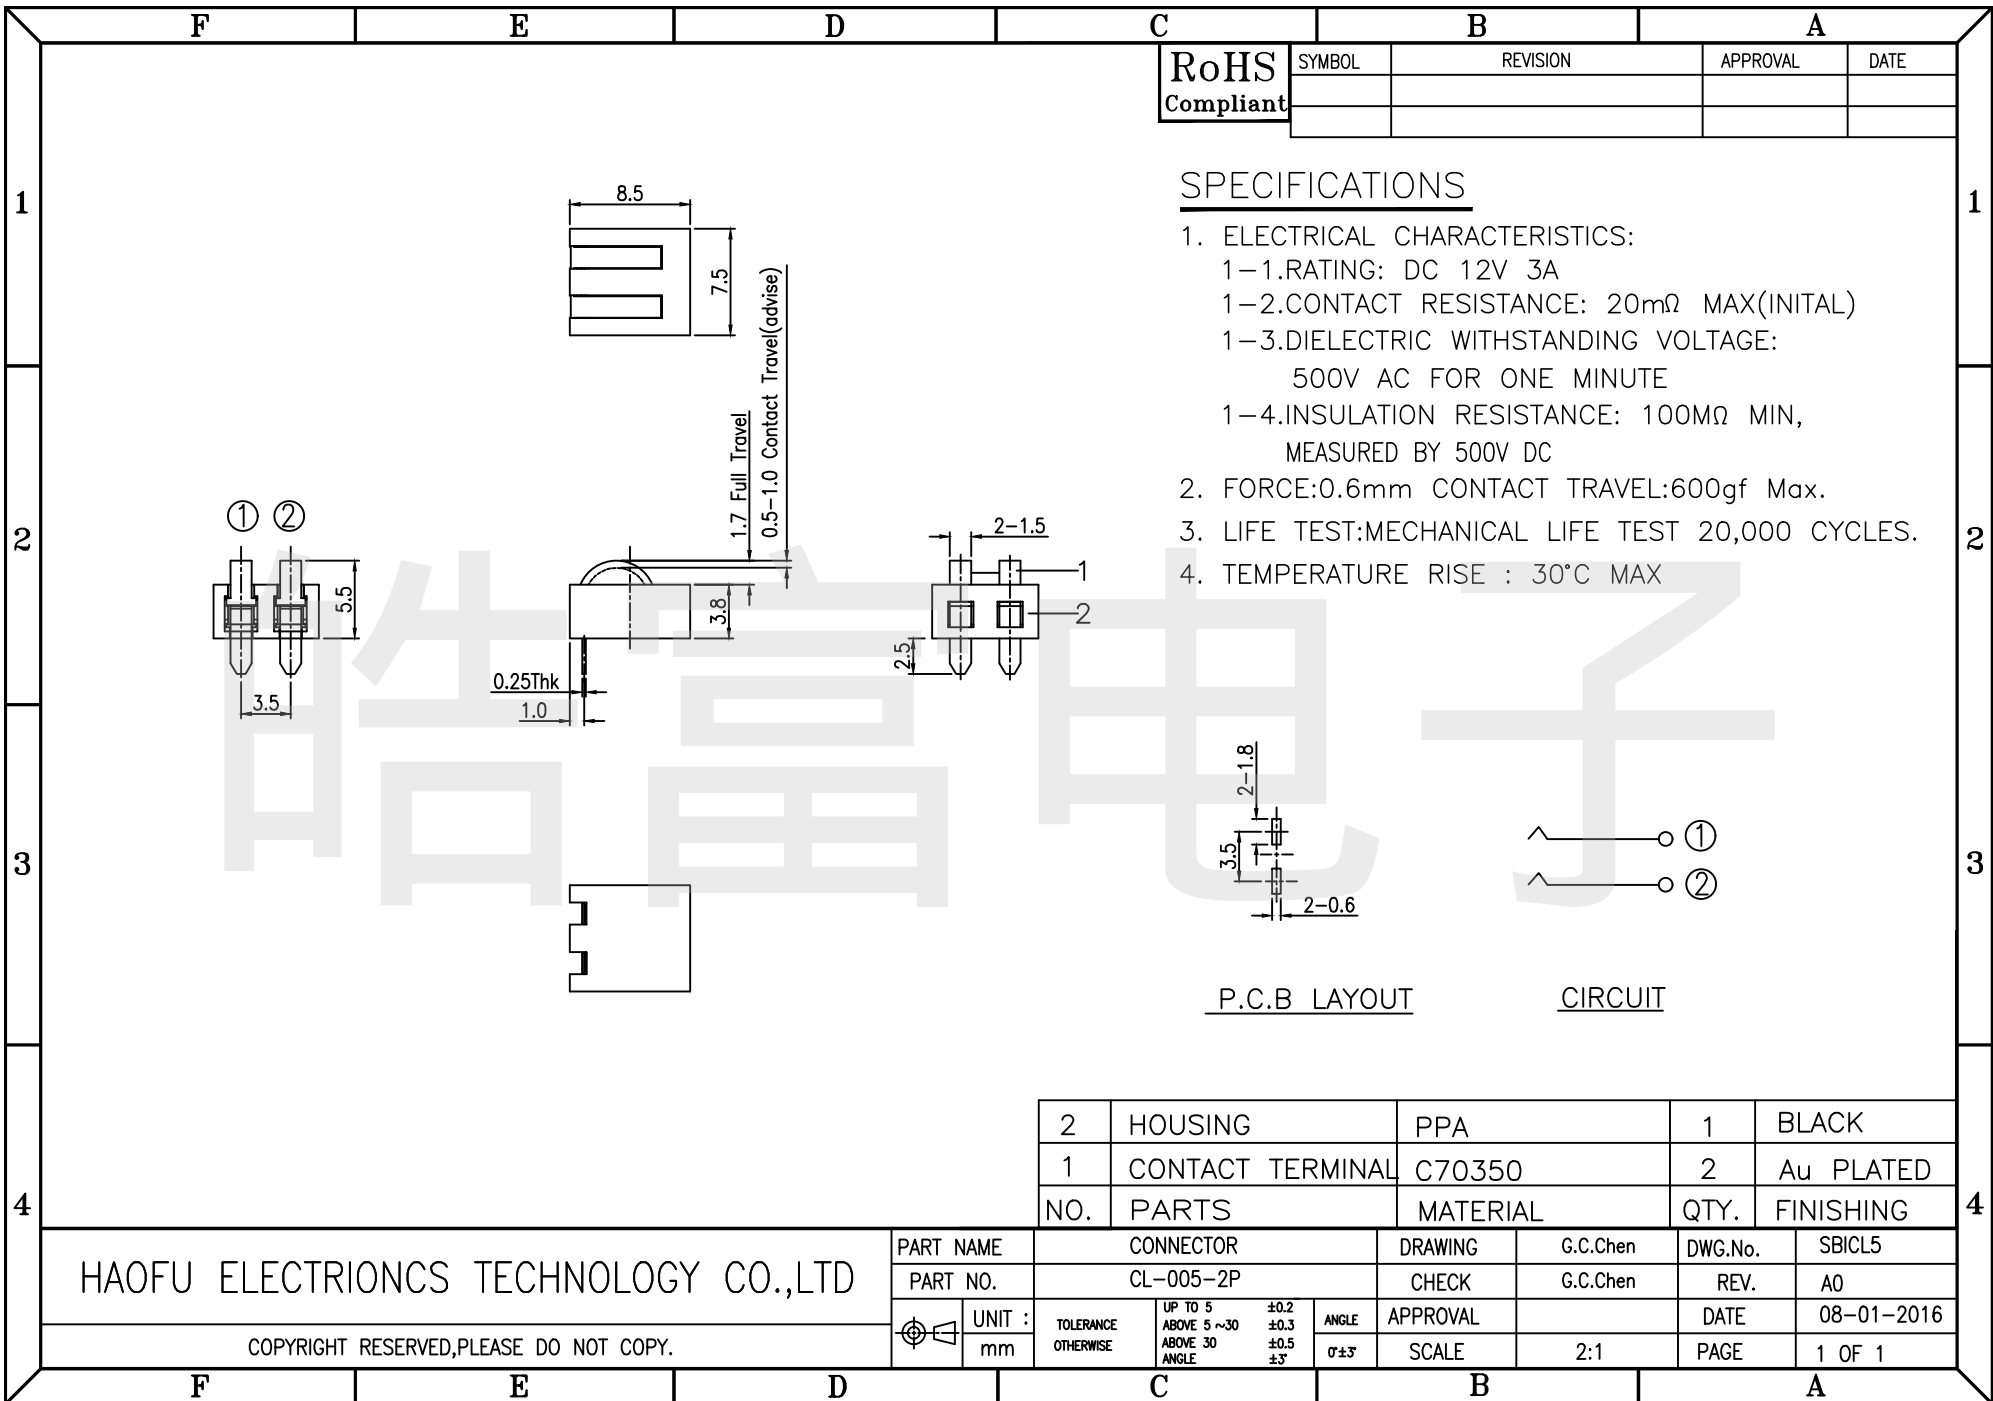 F E D C B A
RoHS
Compliant
SYMBOL REVISION APPROVAL DATE
1 1
2 2
3 3
4 4
SPECIFICATIONS
1. ELECTRICAL CHARACTERISTICS:
1-1.RATING: DC 12V 3A
1-2.CONTACT RESISTANCE: 20mΩ MAX(INITAL)
1-3.DIELECTRIC WITHSTANDING VOLTAGE:
500V AC FOR ONE MINUTE
1-4.INSULATION RESISTANCE: 100MΩ MIN,
MEASURED BY 500V DC
2. FORCE:0.6mm CONTACT TRAVEL:600gf Max.
3. LIFE TEST:MECHANICAL LIFE TEST 20,000 CYCLES.
4. TEMPERATURE RISE : 30°C MAX
8.5
7.5
1.7 Full Travel
0.5-1.0 Contact Travel(advise)
① ②
5.5
3.5
3.8
0.25Thk
1.0
2-1.5
1
2
2.5
皓富电子
2-1.8
3.5
2-0.6
①
②
P.C.B LAYOUT
CIRCUIT
2 HOUSING PPA 1 BLACK
1 CONTACT TERMINAL C70350 2 Au PLATED
NO. PARTS MATERIAL QTY. FINISHING
HAOFU ELECTRIONCS TECHNOLOGY CO.,LTD
COPYRIGHT RESERVED,PLEASE DO NOT COPY.
PART NAME CONNECTOR DRAWING G.C.Chen DWG.No. SBICL5
PART NO. CL-005-2P CHECK G.C.Chen REV. A0
UNIT : mm
TOLERANCE OTHERWISE
UP TO 5 ±0.2
ABOVE 5 ~30 ±0.3
ABOVE 30 ±0.5
ANGLE ±3°
ANGLE
0°±3°
APPROVAL DATE 08-01-2016
SCALE 2:1 PAGE 1 OF 1
F E D C B A